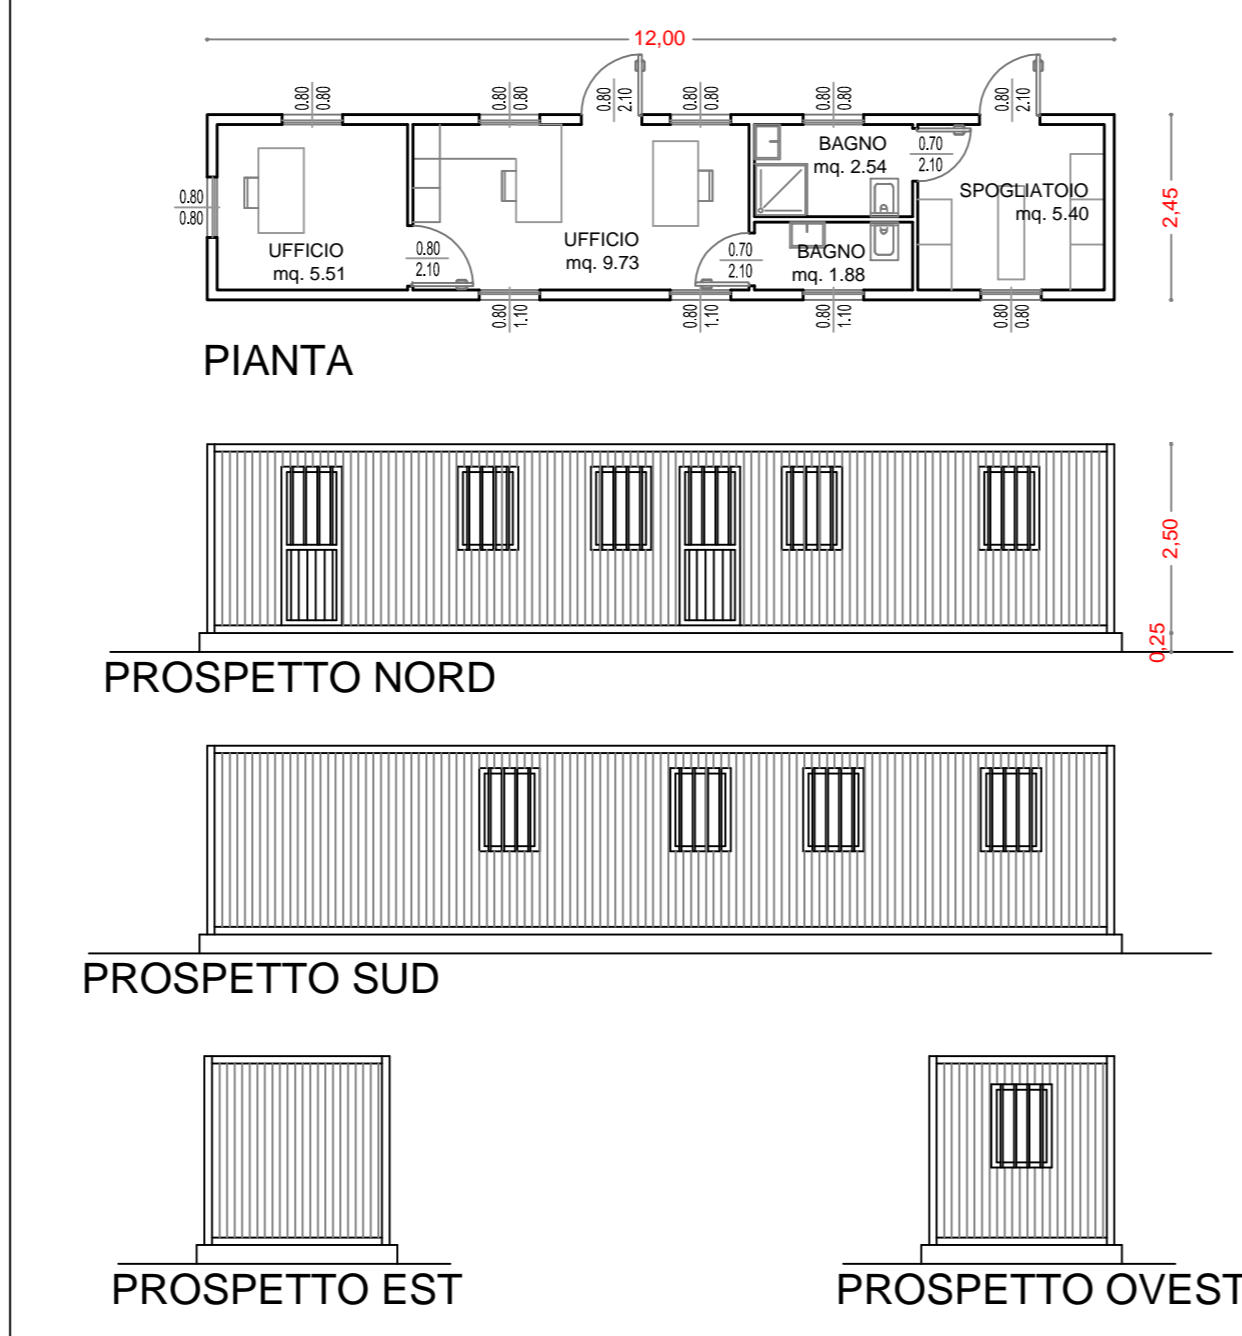 12,00
0.80 0.80
0.80 0.80
0.80 2.10
0.80 0.80
0.80 0.80
0.80 2.10
BAGNO
mq. 2.54
0.70
2.10
SPOGLIATOIO
mq. 5.40
0.80
0.80
2,45
UFFICIO
mq. 5.51
0.80
2.10
UFFICIO
mq. 9.73
0.70
2.10
BAGNO
mq. 1.88
0.80 1.10
0.80 1.10
0.80 1.10
0.80 0.80
PIANTA
2,50
0,25
PROSPETTO NORD
PROSPETTO SUD
PROSPETTO EST
PROSPETTO OVEST